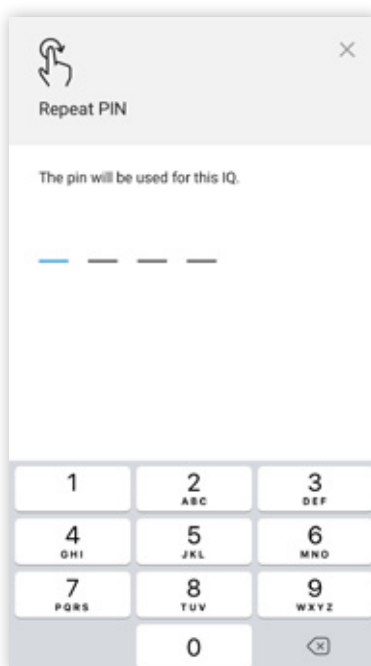 Repeat PIN
The pin will be used for this IQ.
1 2 3
ABC DEF
4 5 6
GHI JKL MNO
7 8 9
PQRS TUV WXYZ
0